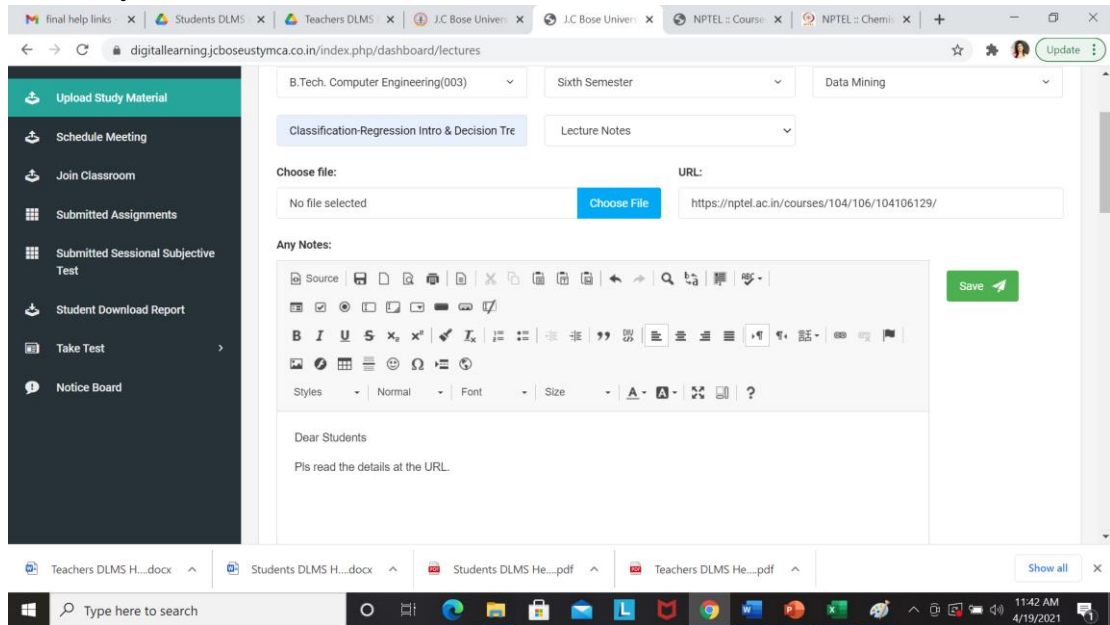 final help links -
Students DLMS
Teachers DLMS
J.C Bose Univers
J.C Bose Univers
NPTEL :: Course
NPTEL :: Chemis
digitallearning.jcboseustymca.co.in/index.php/dashboard/lectures
Update
Upload Study Material
Schedule Meeting
Join Classroom
Submitted Assignments
Submitted Sessional Subjective
Test
Student Download Report
Take Test
Notice Board
B.Tech. Computer Engineering(003)
Sixth Semester
Data Mining
Classification-Regression Intro & Decision Tre
Lecture Notes
Choose file:
URL:
No file selected
Choose File
https://nptel.ac.in/courses/104/106/104106129/
Any Notes:
Source
Save
Styles
Normal
Font
Size
Dear Students
Pls read the details at the URL.
Teachers DLMS H....docx
Students DLMS H....docx
Students DLMS He....pdf
Teachers DLMS He....pdf
Show all
Type here to search
11:42 AM
4/19/2021